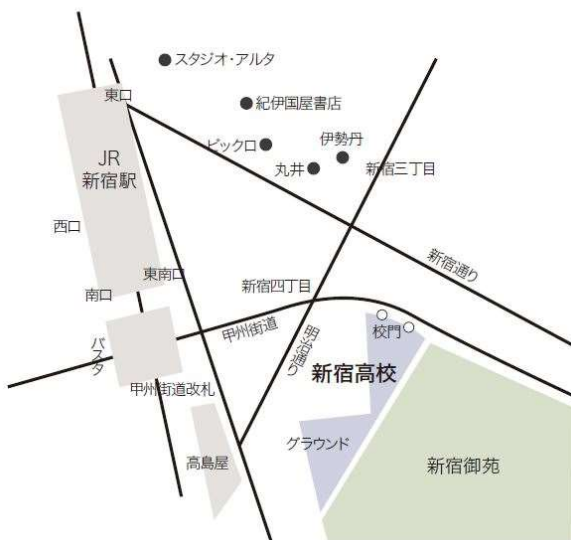 スタジオ・アルタ
東口
紀伊国屋書店
ビックロ
伊勢丹
丸井
新宿三丁目
JR
新宿駅
西口
新宿通り
東南口
新宿四丁目
南口
甲州街道
校門
バスタ
明治通り
新宿高校
甲州街道改札
グラウンド
高島屋
新宿御苑